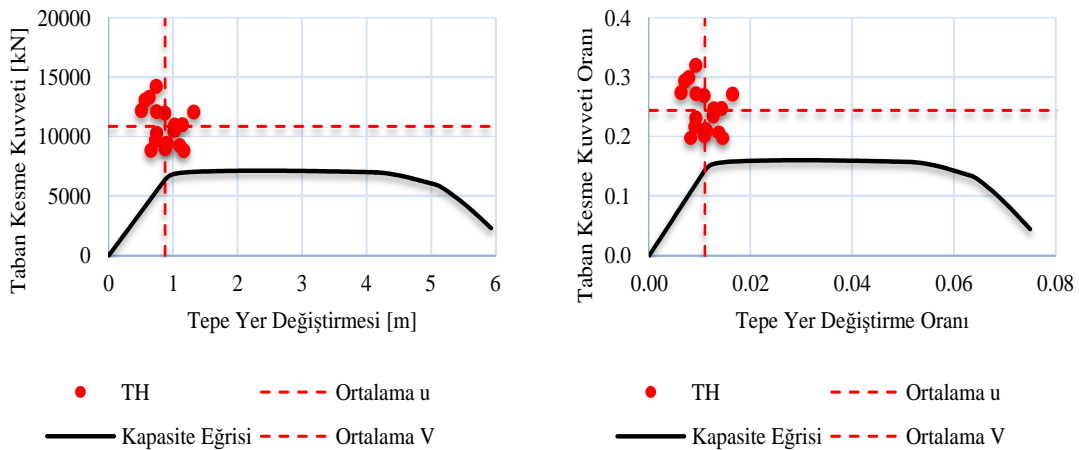 Taban Kesme Kuvveti [kN]
20000
15000
10000
5000
0
0 1 2 3 4 5 6
Tepe Yer Değiştirmesi [m]
TH
Ortalama u
Kapasite Eğrisi
Ortalama V
Taban Kesme Kuvveti Oranı
0.4
0.3
0.2
0.1
0.0
0.00 0.02 0.04 0.06 0.08
Tepe Yer Değiştirme Oranı
TH
Ortalama u
Kapasite Eğrisi
Ortalama V